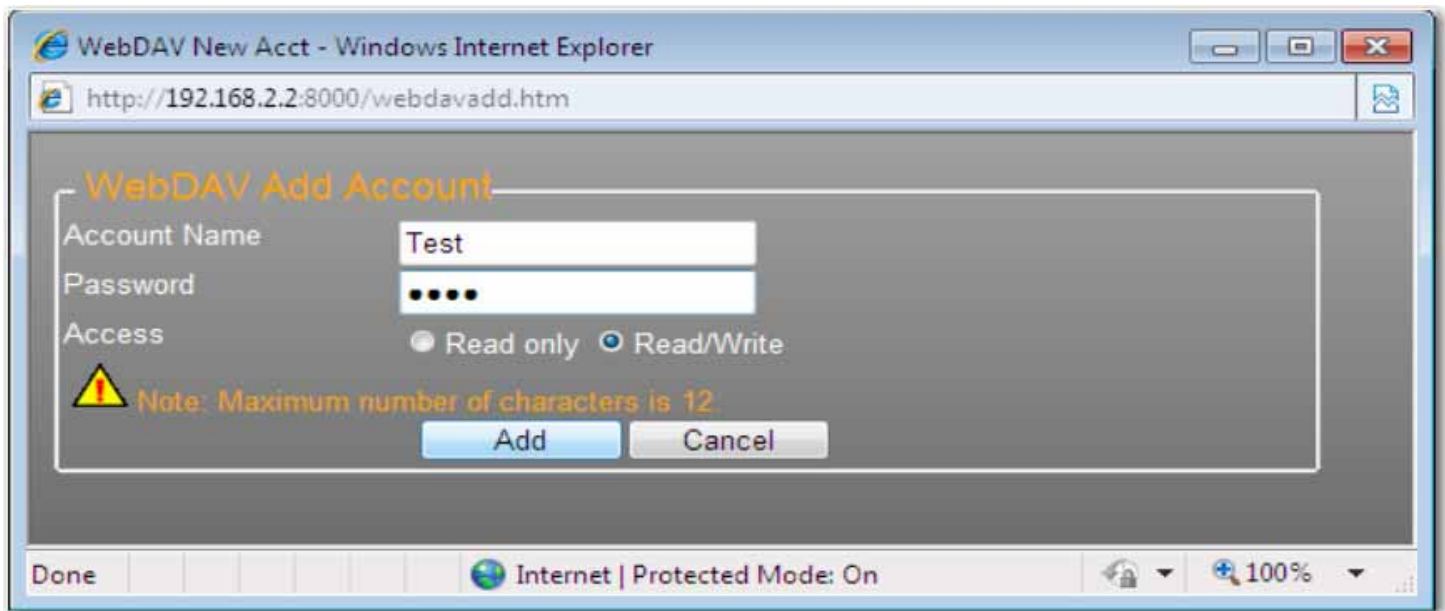 WebDAV New Acct - Windows Internet Explorer
http://192.168.2.2:8000/webdavadd.htm
WebDAV Add Account
Account Name Test
Password ••••
Access Read only Read/Write
Note: Maximum number of characters is 12.
Add Cancel
Done Internet | Protected Mode: On 100%